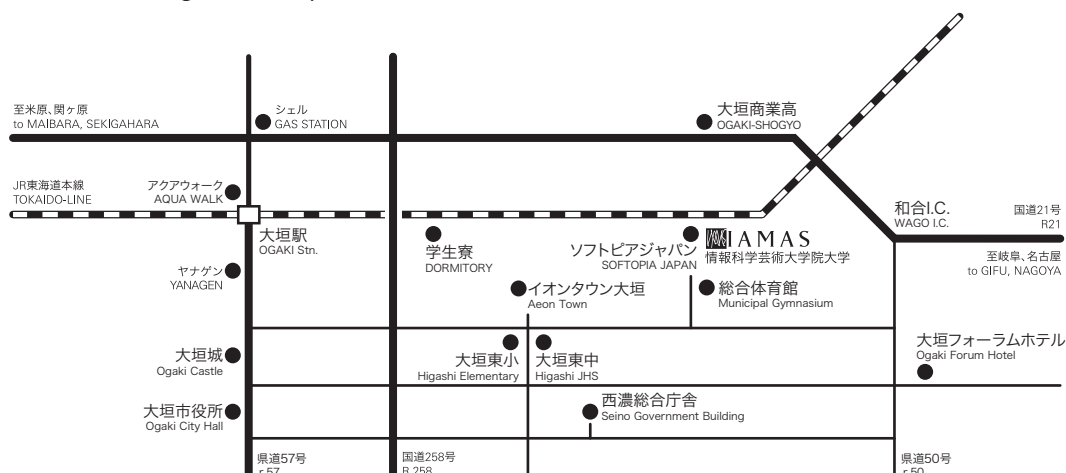 至米原、関ヶ原
to MAIBARA, SEKIGAHARA
シェル
GAS STATION
大垣商業高
OGAKI-SHOGYO
JR東海道本線
TOKAIDO-LINE
アクアウォーク
AQUA WALK
大垣駅
OGAKI Stn.
学生寮
DORMITORY
ソフトピアジャパン
SOFTOPIA JAPAN
IAMAS
情報科学芸術大学院大学
和合I.C.
WAGO I.C.
国道21号
R21
至岐阜、名古屋
to GIFU, NAGOYA
ヤナゲン
YANAGEN
イオンタウン大垣
Aeon Town
総合体育館
Municipal Gymnasium
大垣城
Ogaki Castle
大垣東小
Higashi Elementary
大垣東中
Higashi JHS
大垣フォーラムホテル
Ogaki Forum Hotel
大垣市役所
Ogaki City Hall
西濃総合庁舎
Seino Government Building
県道57号
r.57
国道258号
R.258
県道50号
r.50